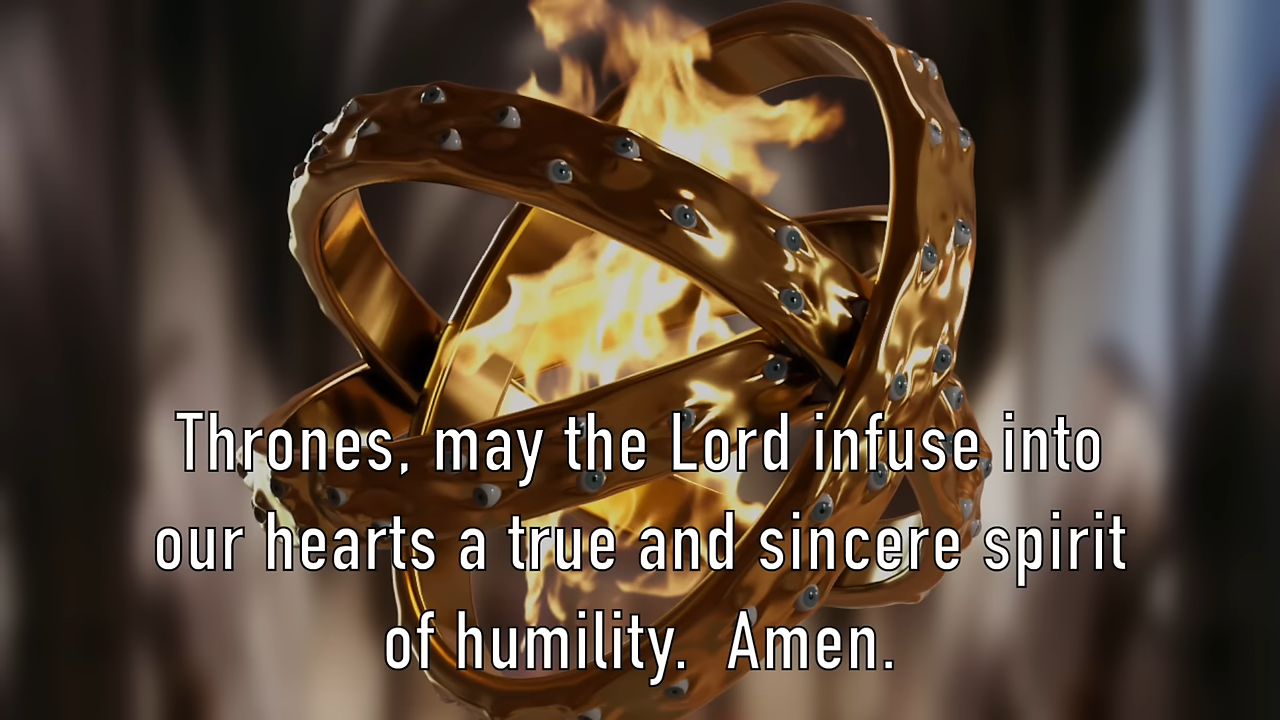 Thrones, may the Lord infuse into
our hearts a true and sincere spirit
of humility.  Amen.